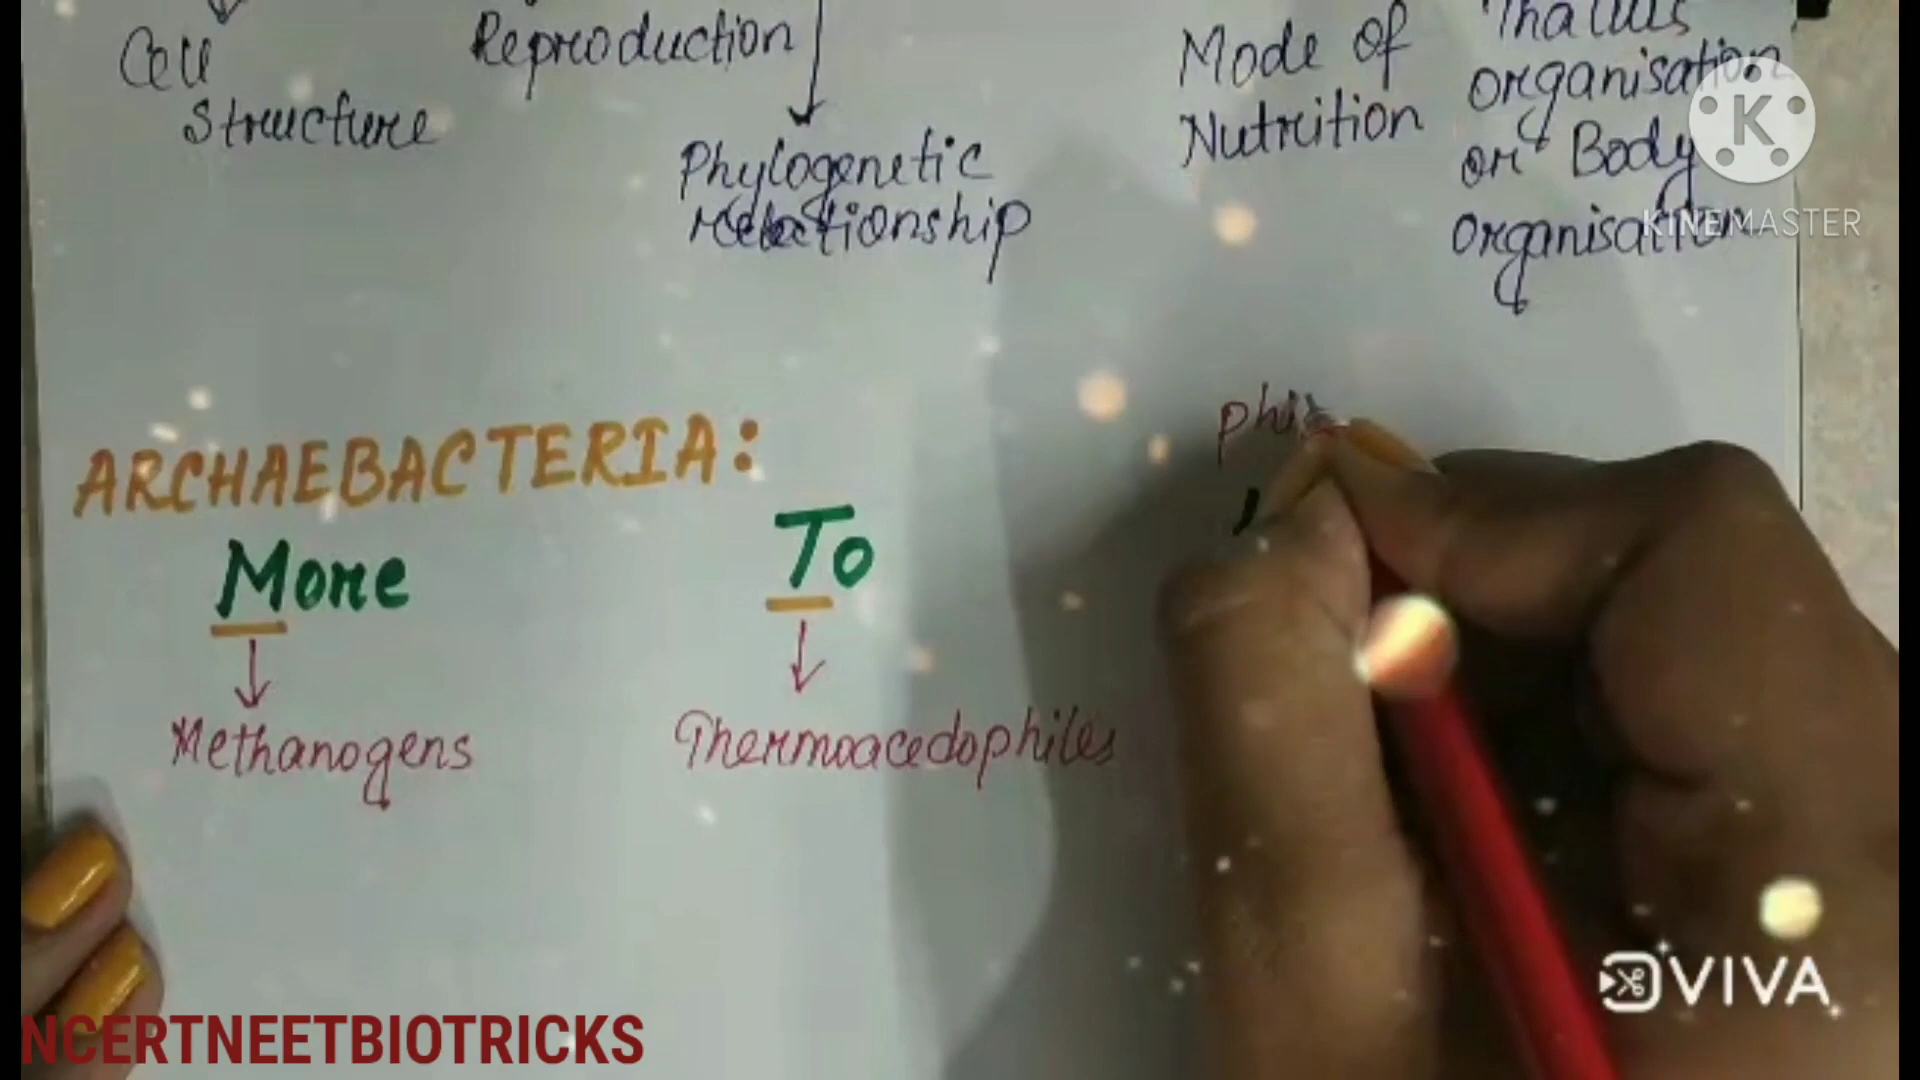 Cell
Structure
Reproduction
Phylogenetic
relationship
Mode of
Nutrition
Thallus
organisation
or Body
organisation
K
KINEMASTER
ARCHAEBACTERIA:
More
To
Methanogens
Thermoacedophiles
VIVA
NCERTNEETBIOTRICKS